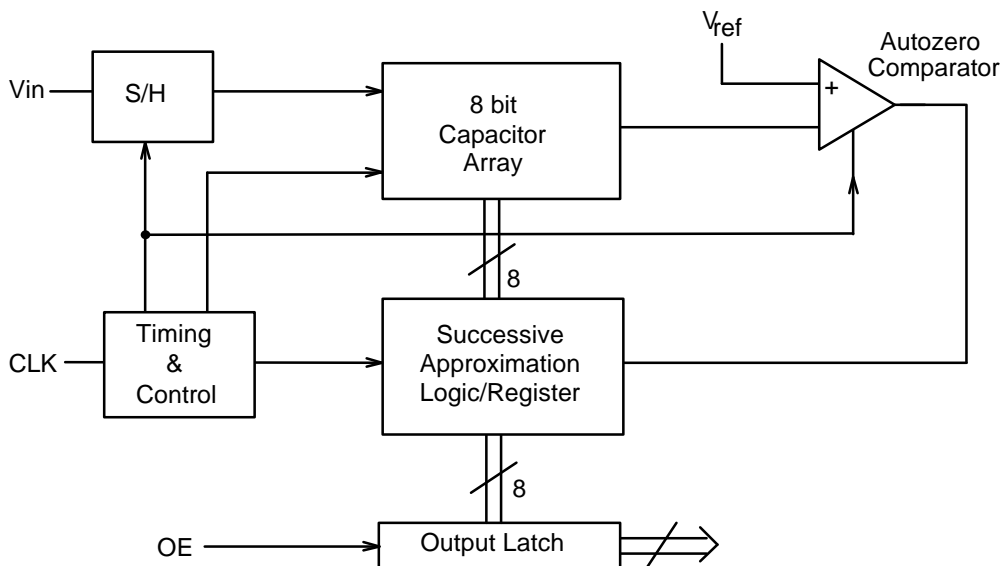 Vref
Autozero
Comparator
+
Vin
S/H
8 bit
Capacitor
Array
8
CLK
Timing
&
Control
Successive
Approximation
Logic/Register
8
OE
Output Latch